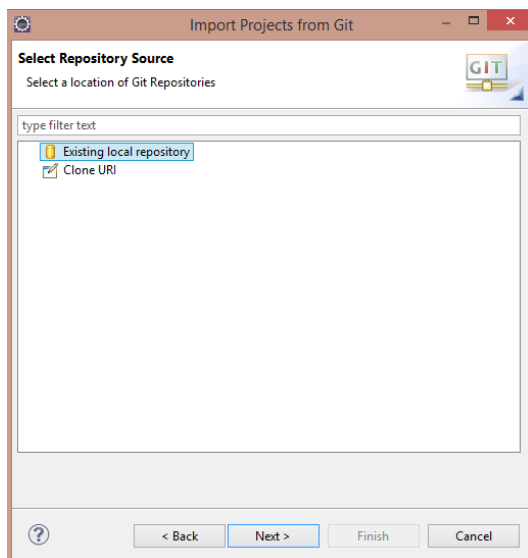 Import Projects from Git
Select Repository Source
Select a location of Git Repositories
GIT
type filter text
Existing local repository
Clone URI
?
< Back
Next >
Finish
Cancel